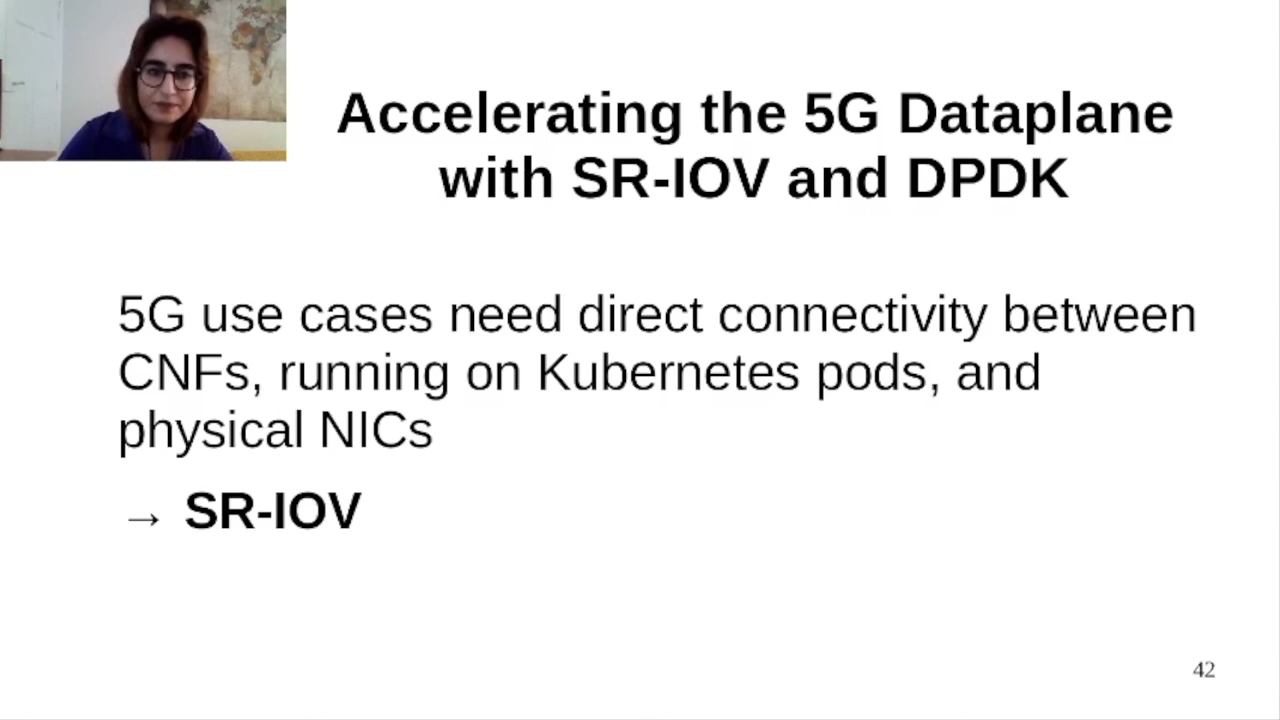 Accelerating the 5G Dataplane
with SR-IOV and DPDK
5G use cases need direct connectivity between
CNFs, running on Kubernetes pods, and
physical NICs
→ SR-IOV
42